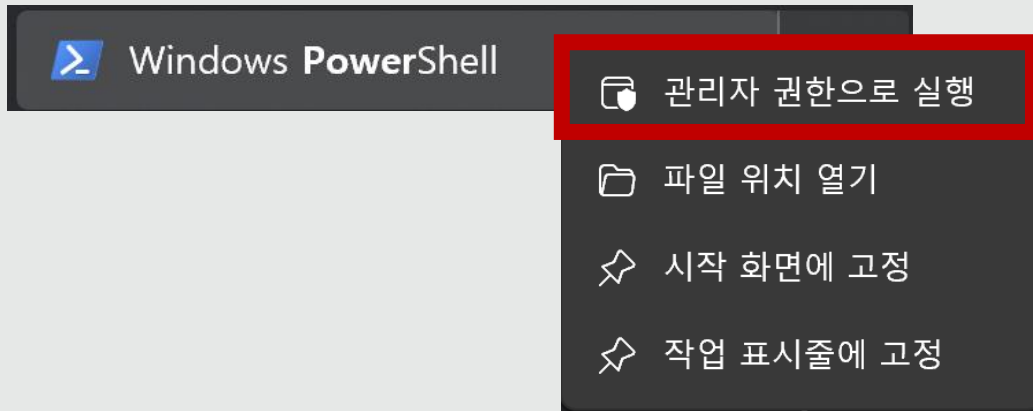 Windows PowerShell
관리자 권한으로 실행
파일 위치 열기
시작 화면에 고정
작업 표시줄에 고정